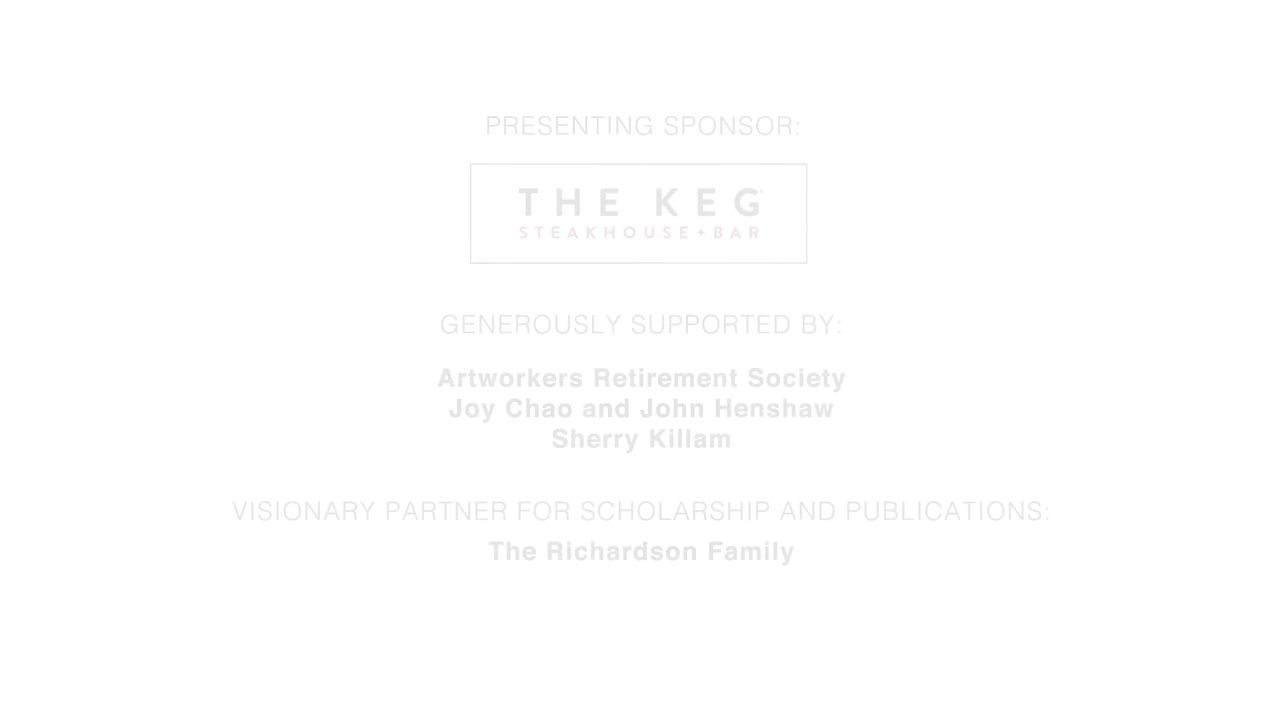 PRESENTING SPONSOR:
THE KEG
STEAKHOUSE + BAR
GENEROUSLY SUPPORTED BY:
Artworkers Retirement Society
Joy Chao and John Henshaw
Sherry Killam
VISIONARY PARTNER FOR SCHOLARSHIP AND PUBLICATIONS:
The Richardson Family